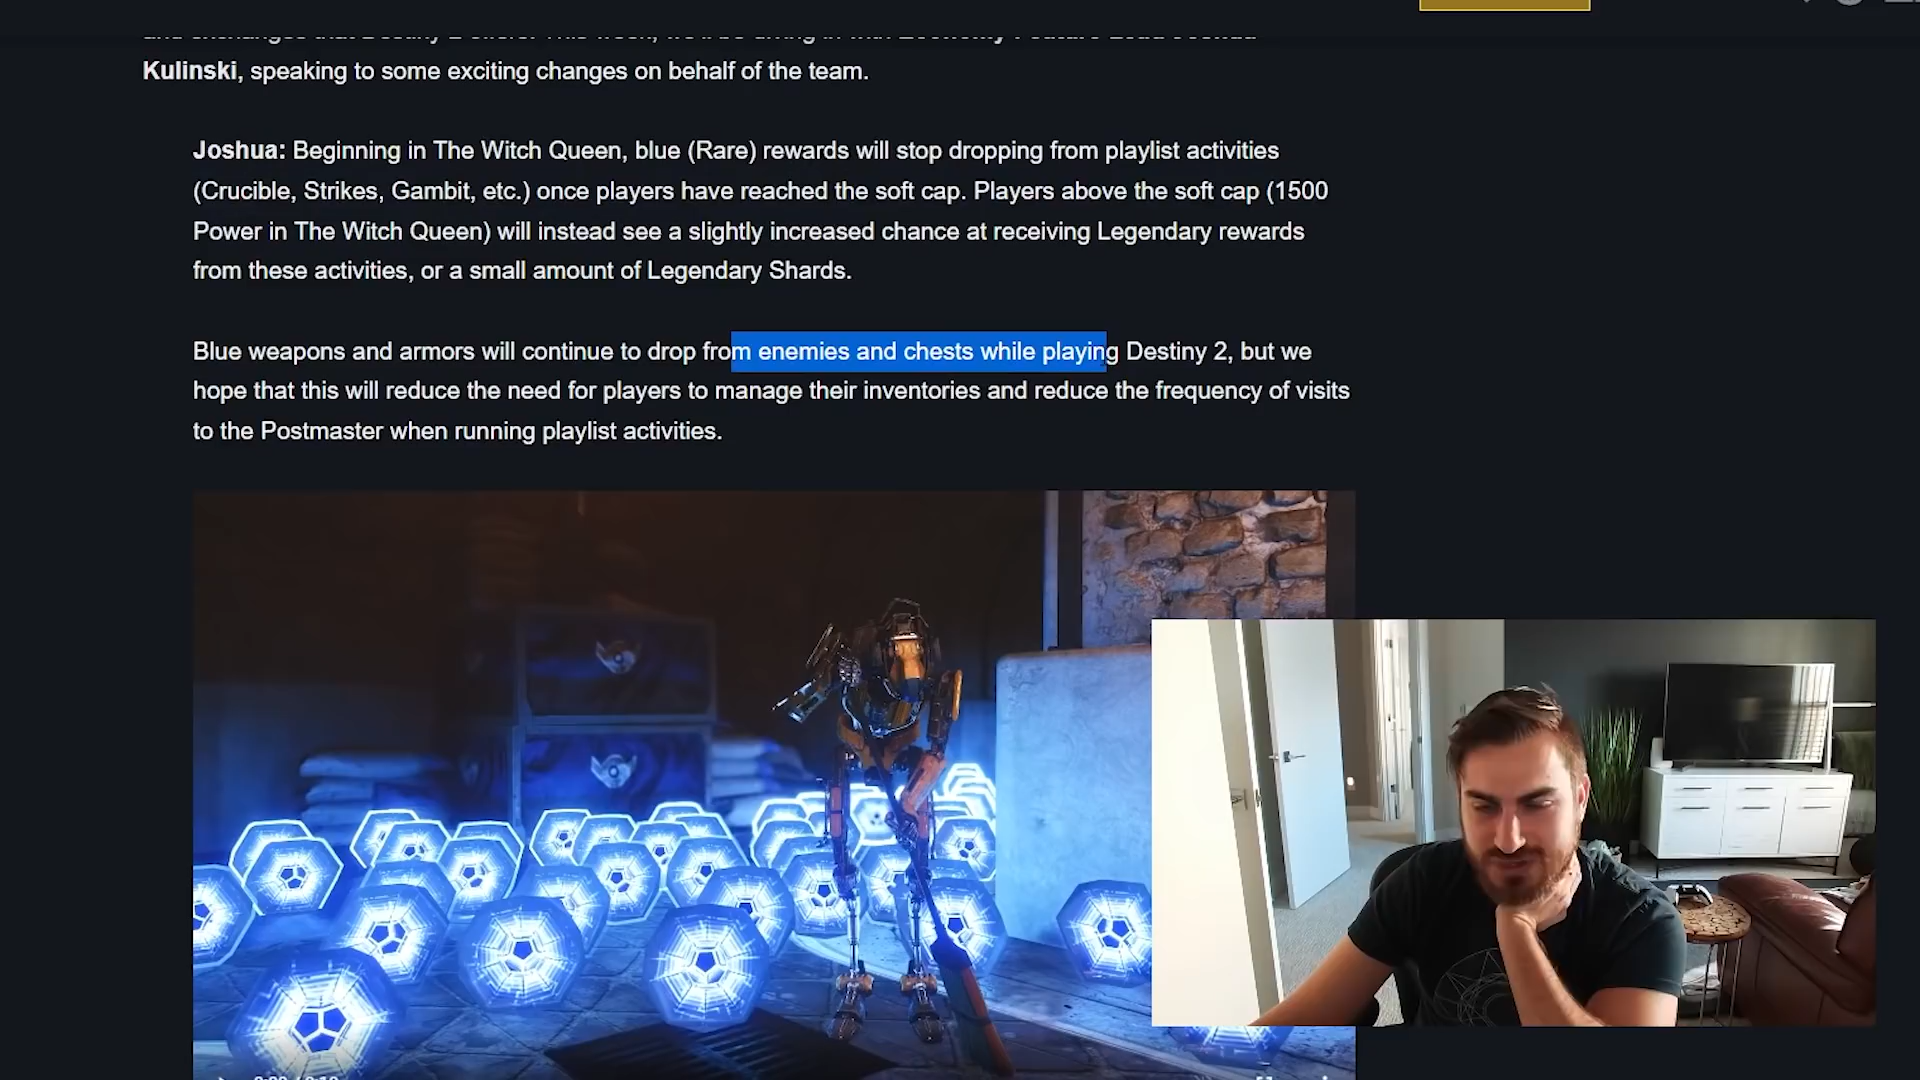 Kulinski, speaking to some exciting changes on behalf of the team.
Joshua: Beginning in The Witch Queen, blue (Rare) rewards will stop dropping from playlist activities
(Crucible, Strikes, Gambit, etc.) once players have reached the soft cap. Players above the soft cap (1500
Power in The Witch Queen) will instead see a slightly increased chance at receiving Legendary rewards
from these activities, or a small amount of Legendary Shards.
Blue weapons and armors will continue to drop from enemies and chests while playing Destiny 2, but we
hope that this will reduce the need for players to manage their inventories and reduce the frequency of visits
to the Postmaster when running playlist activities.